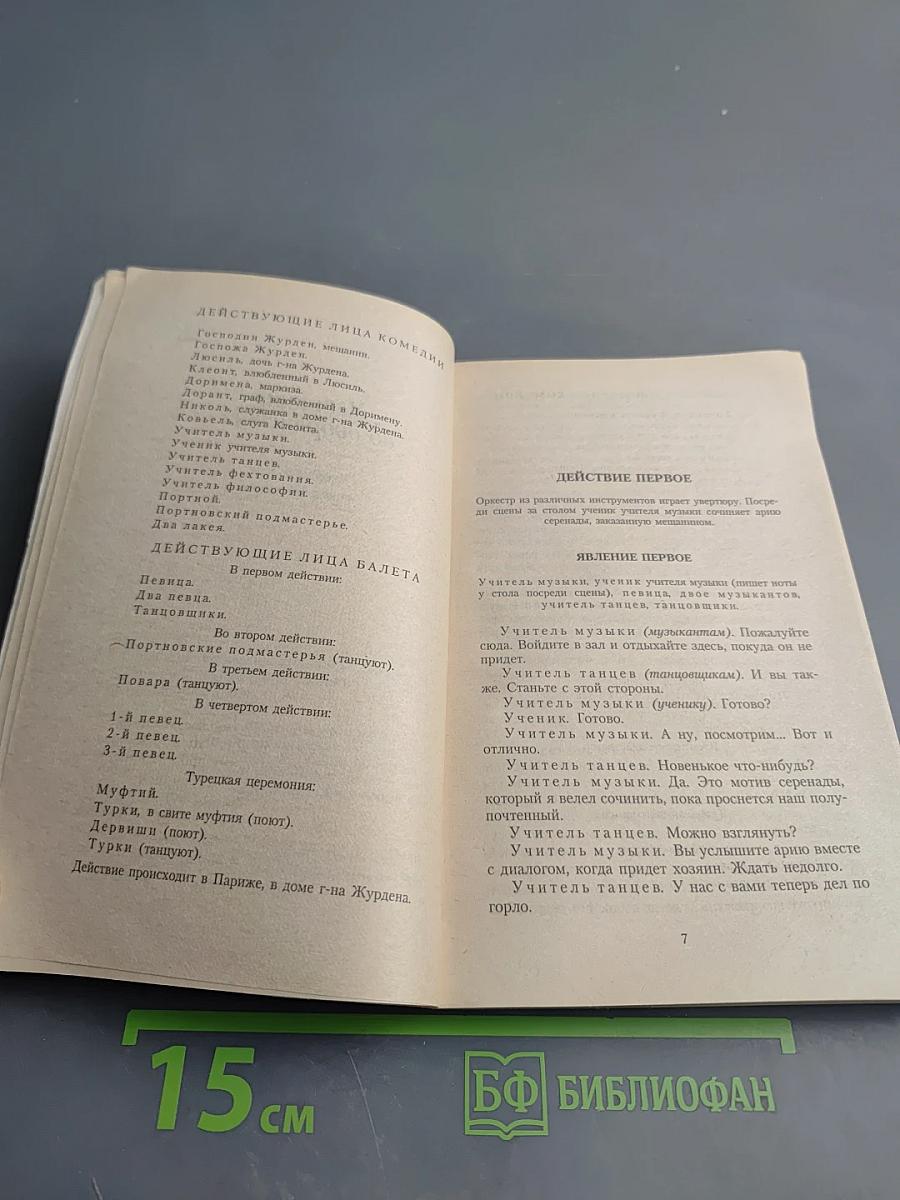 ДЕЙСТВУЮЩИЕ ЛИЦА КОМЕДИИ
Господин Журден, мещанин.
Госпожа Журден.
Люсиль, дочь г-на Журдена.
Клеонт, влюбленный в Люсиль.
Доримена, маркиза.
Дорант, граф, влюбленный в Доримену.
Николь, служанка в доме г-на Журдена.
Ковьель, слуга Клеонта.
Учитель музыки.
Ученик учителя музыки.
Учитель танцев.
Учитель фехтования.
Учитель философии.
Портной.
Портновский подмастерье.
Два лакея.
ДЕЙСТВУЮЩИЕ ЛИЦА БАЛЕТА
В первом действии:
Певица.
Два певца.
Танцовщики.
Во втором действии:
Портновские подмастерья (танцуют).
В третьем действии:
Повара (танцуют).
В четвертом действии:
1-й певец.
2-й певец.
3-й певец.
Турецкая церемония:
Муфтий.
Турки, в свите муфтия (поют).
Дервиши (поют).
Турки (танцуют).
Действие происходит в Париже, в доме г-на Журдена.
ДЕЙСТВИЕ ПЕРВОЕ
Оркестр из различных инструментов играет увертюру. Посре-
ди сцены за столом ученик учителя музыки сочиняет арию
серенады, заказанную мещанином.
ЯВЛЕНИЕ ПЕРВОЕ
Учитель музыки, ученик учителя музыки (пишет ноты
у стола посреди сцены), певица, двое музыкантов,
учитель танцев, танцовщики.
Учитель музыки (музыкантам). Пожалуйте
сюда. Войдите в зал и отдыхайте здесь, покуда он не
придет.
Учитель танцев (танцовщикам). И вы так-
же. Станьте с этой стороны.
Учитель музыки (ученику). Готово?
Ученик. Готово.
Учитель музыки. А ну, посмотрим... Вот и
отлично.
Учитель танцев. Новенькое что-нибудь?
Учитель музыки. Да. Это мотив серенады,
который я велел сочинить, пока проснется наш полу-
почтенный.
Учитель танцев. Можно взглянуть?
Учитель музыки. Вы услышите арию вместе
с диалогом, когда придет хозяин. Ждать недолго.
Учитель танцев. У нас с вами теперь дел по
горло.
7
15 см
БФ БИБЛИОФАН